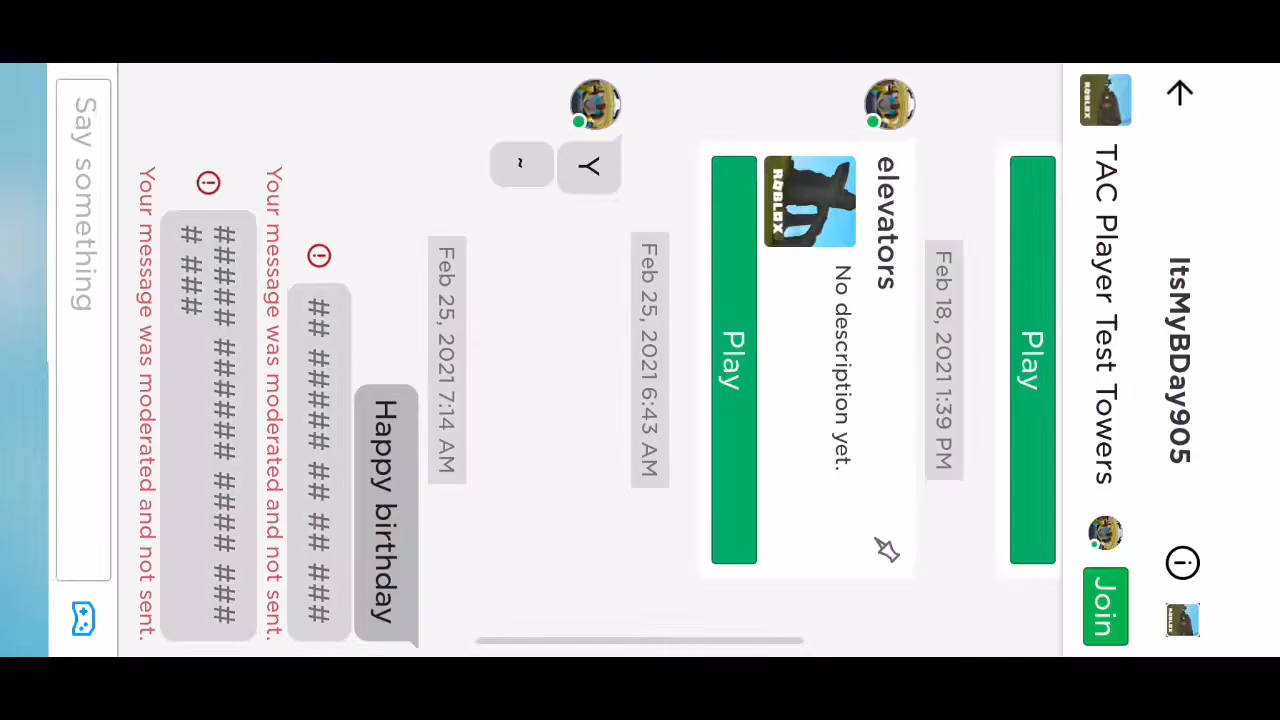 ItsMyBDay905
TAC Player Test Towers
Join
ROBLOX
Play
Feb 18, 2021 1:39 PM
elevators
No description yet.
ROBLOX
Play
Feb 25, 2021 6:43 AM
Y
~
Feb 25, 2021 7:14 AM
Happy birthday
## ###### ## ## ###
Your message was moderated and not sent.
###### ####### #### ###
# ###
Your message was moderated and not sent.
Say something